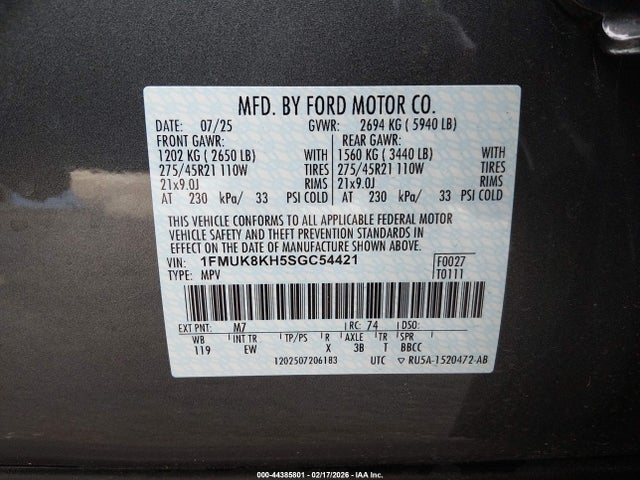 MFD. BY FORD MOTOR CO.
DATE: 07/25 GVWR: 2694 KG ( 5940 LB)
FRONT GAWR: REAR GAWR:
1202 KG ( 2650 LB) WITH 1560 KG ( 3440 LB) WITH
275/45R21 110W TIRES 275/45R21 110W TIRES
21x9.0J RIMS 21x9.0J RIMS
AT 230 kPa/ 33 PSI COLD AT 230 kPa/ 33 PSI COLD
THIS VEHICLE CONFORMS TO ALL APPLICABLE FEDERAL MOTOR
VEHICLE SAFETY AND THEFT PREVENTION STANDARDS IN
EFFECT ON THE DATE OF MANUFACTURE SHOWN ABOVE.
VIN: 1FMUK8KH5SGC54421 F0027
TYPE: MPV T0111
EXT PNT: M7 RC: 74 DSO:
WB INT TR TP/PS R AXLE TR SPR
119 EW X 3B T BBCC
1202507206183 UTC ▽ RU5A-1520472-AB
000 - 44385801 - 02/17/2026 - IAA Inc.